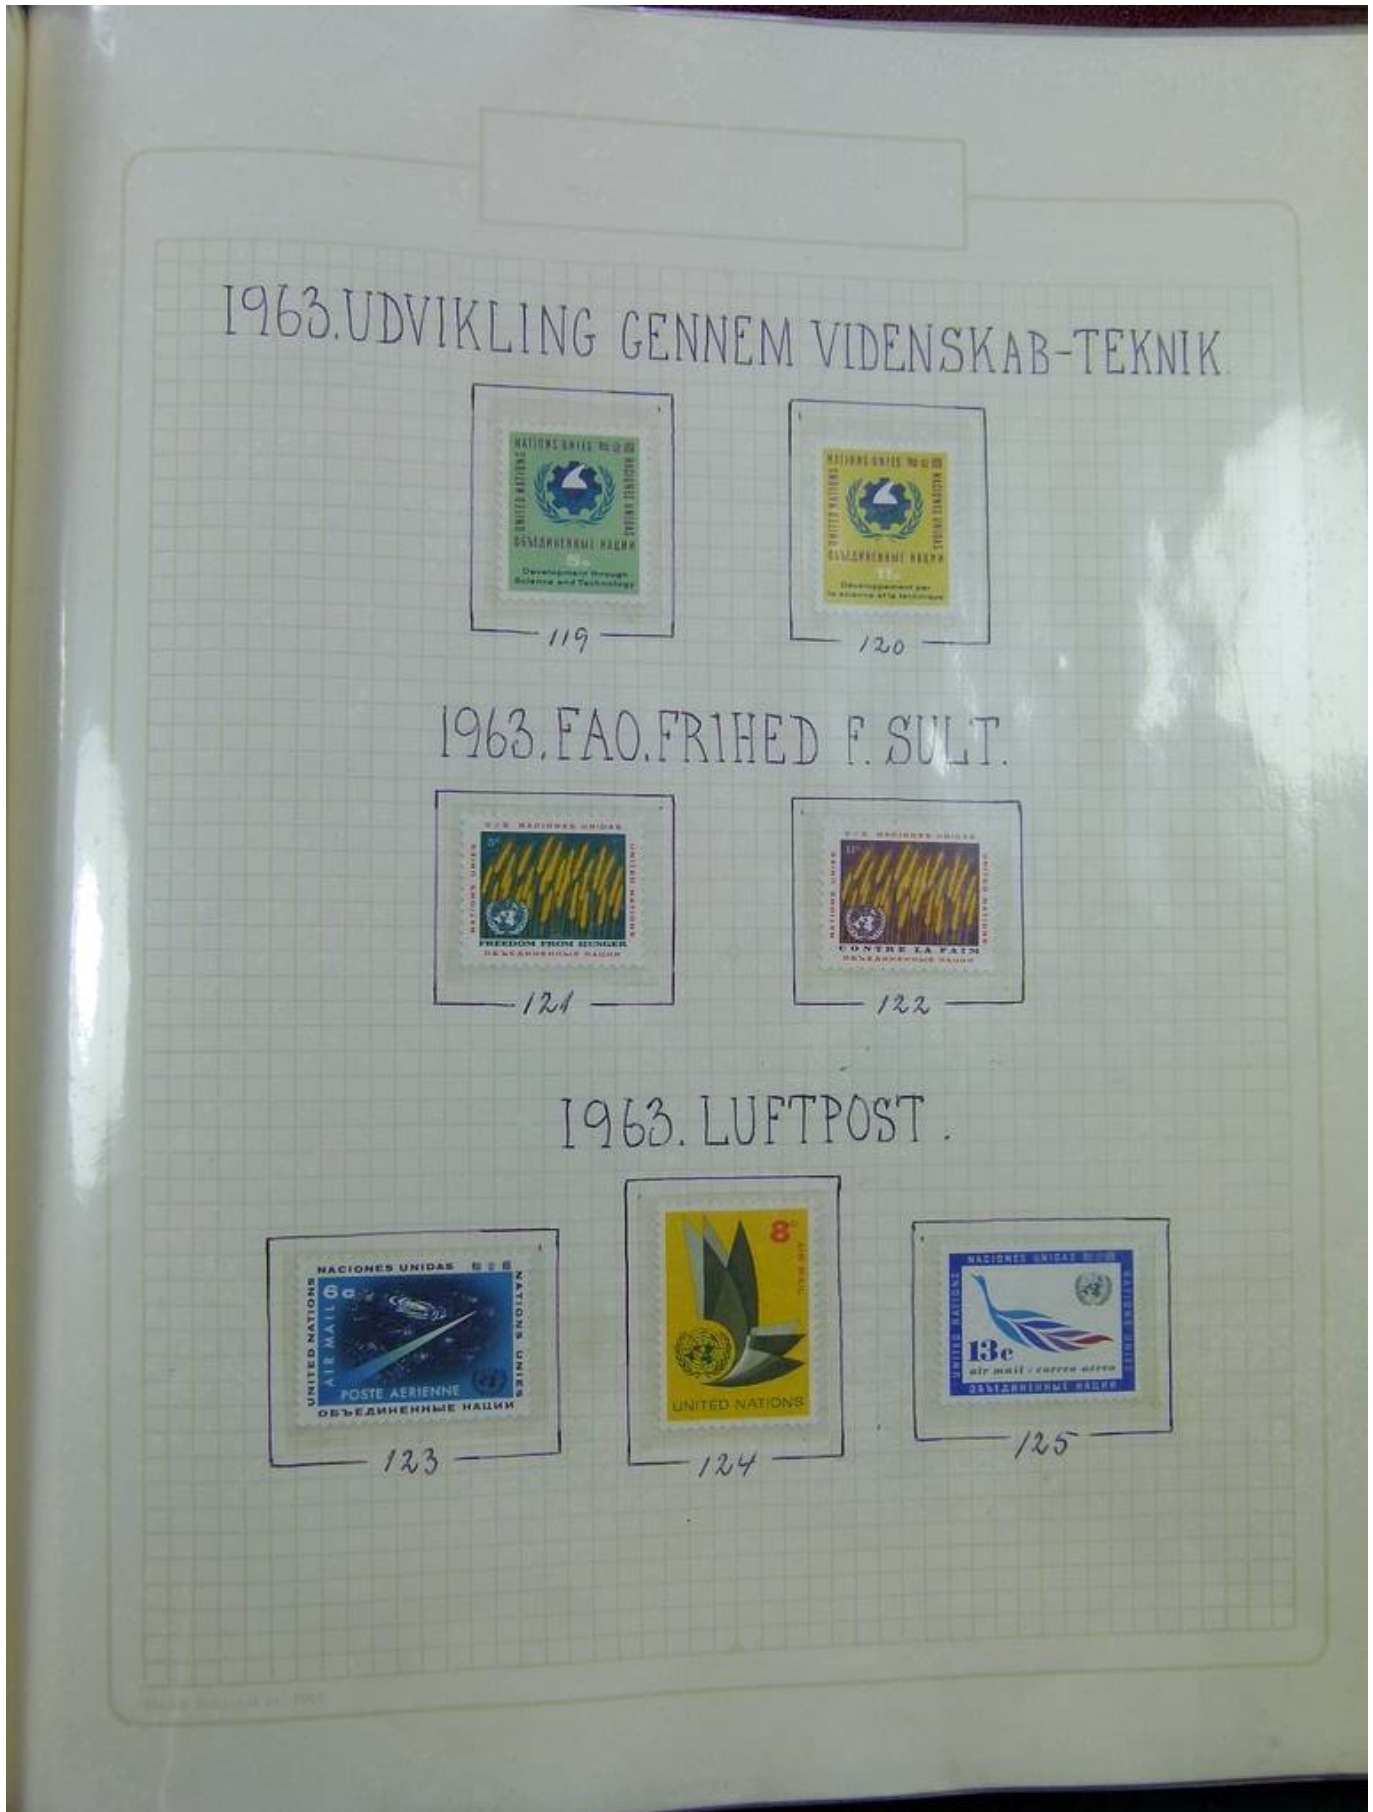 1963.UDVIKLING GENNEM VIDENSKAB-TEKNIK.
NATIONS UNIES
UNITED NATIONS
NACIONES UNIDAS
ОБЪЕДИНЕННЫЕ НАЦИИ
5c
Development through
Science and Technology
119
NATIONS UNIES
UNITED NATIONS
NACIONES UNIDAS
ОБЪЕДИНЕННЫЕ НАЦИИ
11c
Développement par
la science et la technique
120
1963.FAO.FRIHED F. SULT.
NACIONES UNIDAS
NATIONS UNIES
UNITED NATIONS
5c
FREEDOM FROM HUNGER
ОБЪЕДИНЕННЫЕ НАЦИИ
121
NACIONES UNIDAS
NATIONS UNIES
UNITED NATIONS
11c
CONTRE LA FAIM
ОБЪЕДИНЕННЫЕ НАЦИИ
122
1963. LUFTPOST.
NACIONES UNIDAS
UNITED NATIONS
6c
AIR MAIL
NATIONS UNIES
POSTE AERIENNE
ОБЪЕДИНЕННЫЕ НАЦИИ
123
8c
AIR MAIL
UNITED NATIONS
124
NACIONES UNIDAS
UNITED NATIONS
NATIONS UNIES
13c
air mail · correo aéreo
ОБЪЕДИНЕННЫЕ НАЦИИ
125